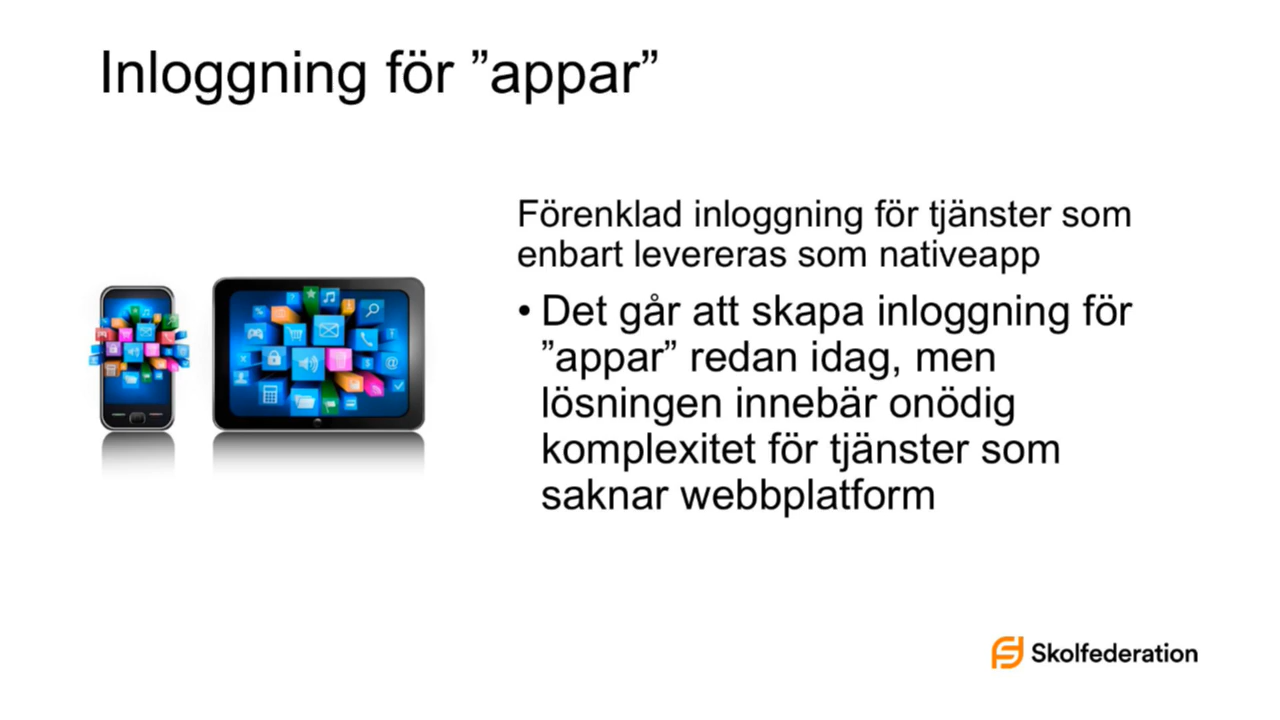 Inloggning för ”appar”
Förenklad inloggning för tjänster som
enbart levereras som nativeapp
• Det går att skapa inloggning för
”appar” redan idag, men
lösningen innebär onödig
komplexitet för tjänster som
saknar webbplatform
Skolfederation